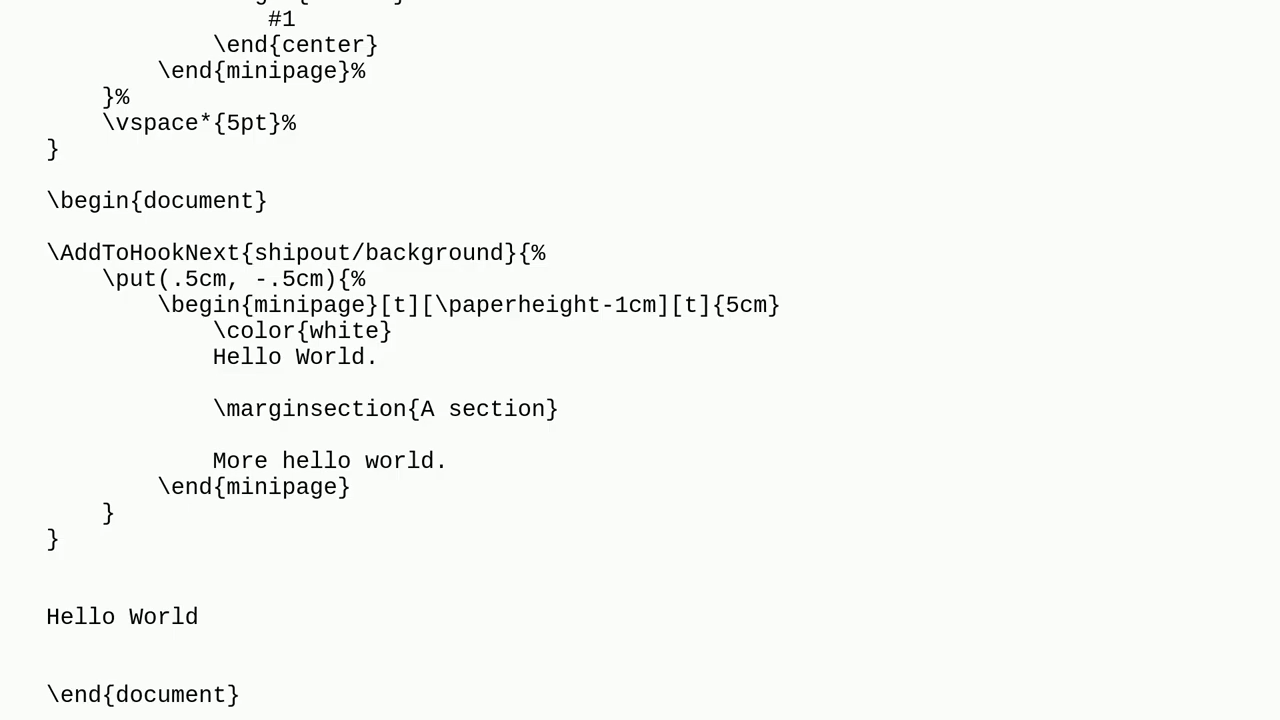 #1
\end{center}
\end{minipage}%
}%
\vspace*{5pt}%
}
\begin{document}
\AddToHookNext{shipout/background}{%
\put(.5cm, -.5cm){%
\begin{minipage}[t][\paperheight-1cm][t]{5cm}
\color{white}
Hello World.
\marginsection{A section}
More hello world.
\end{minipage}
}
}
Hello World
\end{document}